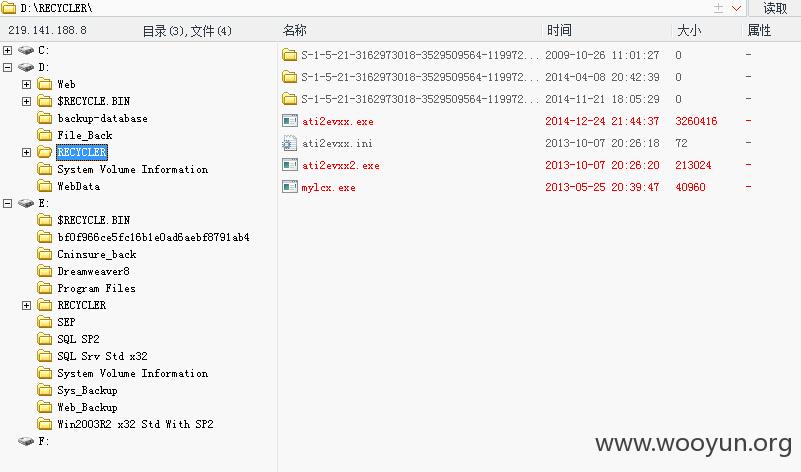 D:\RECYCLER\ 读取
219.141.188.8 目录(3),文件(4) 名称 时间 大小 属性
C:
D:
Web
$RECYCLE.BIN
backup-database
File_Back
RECYCLER
System Volume Information
WebData
E:
$RECYCLE.BIN
bf0f966ce5fc16b1e0ad6aebf8791ab4
Cninsure_back
Dreamweaver8
Program Files
RECYCLER
SEP
SQL SP2
SQL Srv Std x32
System Volume Information
Sys_Backup
Web_Backup
Win2003R2 x32 Std With SP2
F:
S-1-5-21-3162973018-3529509564-119972... 2009-10-26 11:01:27 0 -
S-1-5-21-3162973018-3529509564-119972... 2014-04-08 20:42:39 0 -
S-1-5-21-3162973018-3529509564-119972... 2014-11-21 18:05:29 0 -
ati2evxx.exe 2014-12-24 21:44:37 3260416 -
ati2evxx.ini 2013-10-07 20:26:18 72 -
ati2evxx2.exe 2013-10-07 20:26:20 213024 -
mylcx.exe 2013-05-25 20:39:47 40960 -
www.wooyun.org